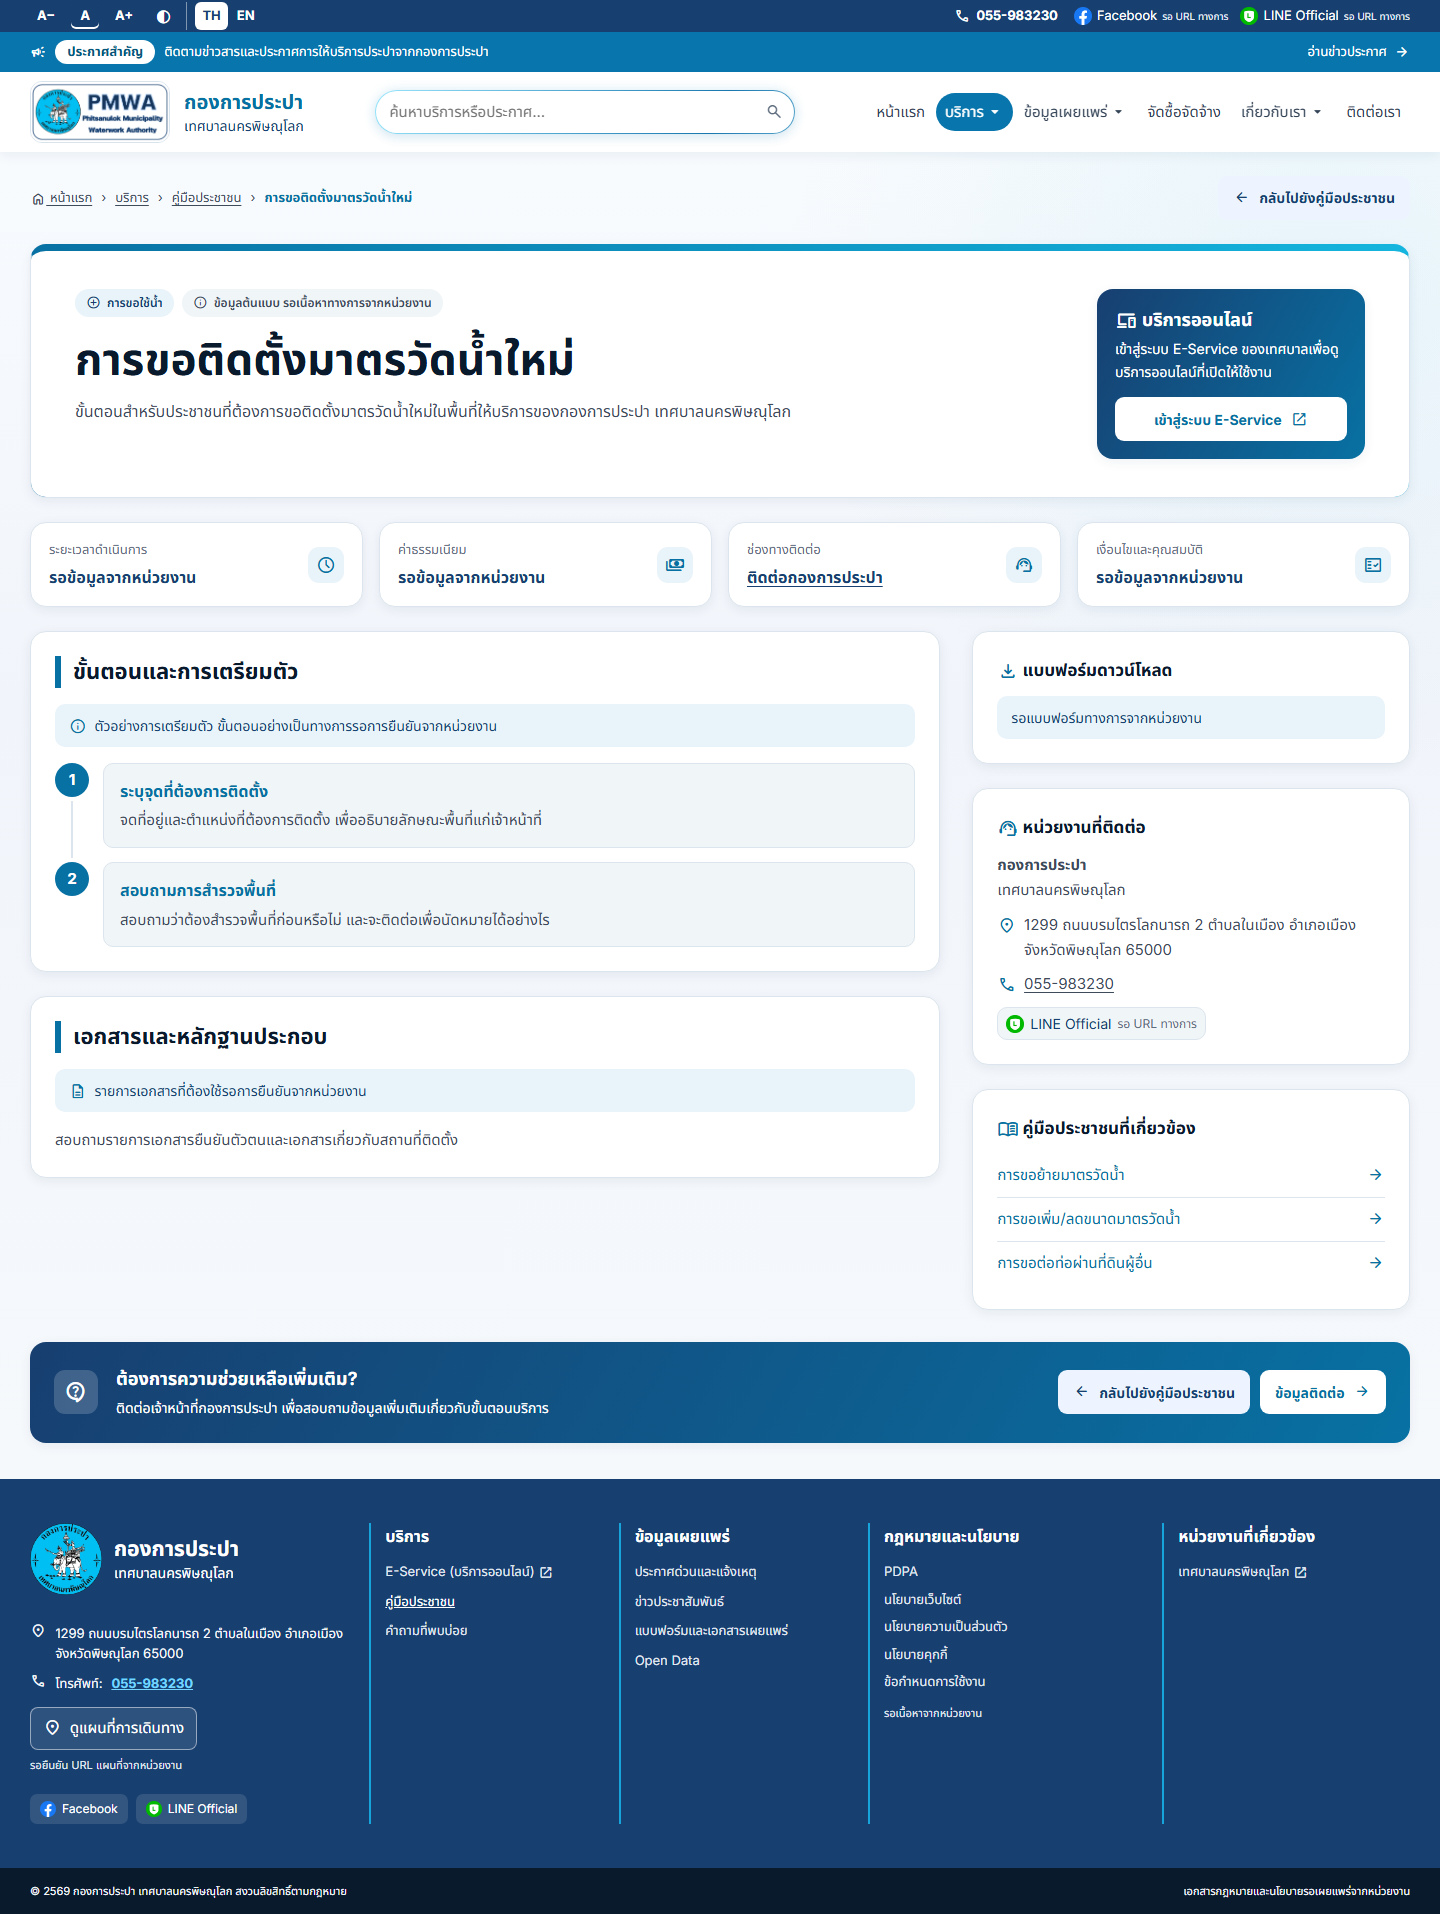 A− A A+ TH EN
055-983230 Facebook รอ URL ทางการ LINE Official รอ URL ทางการ
ประกาศสำคัญ ติดตามข่าวสารและประกาศการให้บริการประปาจากกองการประปา
อ่านข่าวประกาศ
PMWA
Phitsanulok Municipality
Waterwork Authority
กองการประปา
เทศบาลนครพิษณุโลก
ค้นหาบริการหรือประกาศ...
หน้าแรก บริการ ข้อมูลเผยแพร่ จัดซื้อจัดจ้าง เกี่ยวกับเรา ติดต่อเรา
หน้าแรก › บริการ › คู่มือประชาชน › การขอติดตั้งมาตรวัดน้ำใหม่
กลับไปยังคู่มือประชาชน
การขอใช้น้ำ ข้อมูลต้นแบบ รอเนื้อหาทางการจากหน่วยงาน
การขอติดตั้งมาตรวัดน้ำใหม่
ขั้นตอนสำหรับประชาชนที่ต้องการขอติดตั้งมาตรวัดน้ำใหม่ในพื้นที่ให้บริการของกองการประปา เทศบาลนครพิษณุโลก
บริการออนไลน์
เข้าสู่ระบบ E-Service ของเทศบาลเพื่อดู
บริการออนไลน์ที่เปิดให้ใช้งาน
เข้าสู่ระบบ E-Service
ระยะเวลาดำเนินการ
รอข้อมูลจากหน่วยงาน
ค่าธรรมเนียม
รอข้อมูลจากหน่วยงาน
ช่องทางติดต่อ
ติดต่อกองการประปา
เงื่อนไขและคุณสมบัติ
รอข้อมูลจากหน่วยงาน
ขั้นตอนและการเตรียมตัว
ตัวอย่างการเตรียมตัว ขั้นตอนอย่างเป็นทางการรอการยืนยันจากหน่วยงาน
1
ระบุจุดที่ต้องการติดตั้ง
จดที่อยู่และตำแหน่งที่ต้องการติดตั้ง เพื่ออธิบายลักษณะพื้นที่แก่เจ้าหน้าที่
2
สอบถามการสำรวจพื้นที่
สอบถามว่าต้องสำรวจพื้นที่ก่อนหรือไม่ และจะติดต่อเพื่อนัดหมายได้อย่างไร
เอกสารและหลักฐานประกอบ
รายการเอกสารที่ต้องใช้รอการยืนยันจากหน่วยงาน
สอบถามรายการเอกสารยืนยันตัวตนและเอกสารเกี่ยวกับสถานที่ติดตั้ง
แบบฟอร์มดาวน์โหลด
รอแบบฟอร์มทางการจากหน่วยงาน
หน่วยงานที่ติดต่อ
กองการประปา
เทศบาลนครพิษณุโลก
1299 ถนนบรมไตรโลกนารถ 2 ตำบลในเมือง อำเภอเมือง
จังหวัดพิษณุโลก 65000
055-983230
LINE Official รอ URL ทางการ
คู่มือประชาชนที่เกี่ยวข้อง
การขอย้ายมาตรวัดน้ำ
การขอเพิ่ม/ลดขนาดมาตรวัดน้ำ
การขอต่อท่อผ่านที่ดินผู้อื่น
ต้องการความช่วยเหลือเพิ่มเติม?
ติดต่อเจ้าหน้าที่กองการประปา เพื่อสอบถามข้อมูลเพิ่มเติมเกี่ยวกับขั้นตอนบริการ
กลับไปยังคู่มือประชาชน ข้อมูลติดต่อ
กองการประปา
เทศบาลนครพิษณุโลก
1299 ถนนบรมไตรโลกนารถ 2 ตำบลในเมือง อำเภอเมือง
จังหวัดพิษณุโลก 65000
โทรศัพท์: 055-983230
ดูแผนที่การเดินทาง
รอยืนยัน URL แผนที่จากหน่วยงาน
Facebook LINE Official
บริการ
E-Service (บริการออนไลน์)
คู่มือประชาชน
คำถามที่พบบ่อย
ข้อมูลเผยแพร่
ประกาศด่วนและแจ้งเหตุ
ข่าวประชาสัมพันธ์
แบบฟอร์มและเอกสารเผยแพร่
Open Data
กฎหมายและนโยบาย
PDPA
นโยบายเว็บไซต์
นโยบายความเป็นส่วนตัว
นโยบายคุกกี้
ข้อกำหนดการใช้งาน
รอเนื้อหาจากหน่วยงาน
หน่วยงานที่เกี่ยวข้อง
เทศบาลนครพิษณุโลก
© 2569 กองการประปา เทศบาลนครพิษณุโลก สงวนลิขสิทธิ์ตามกฎหมาย
เอกสารกฎหมายและนโยบายรอเผยแพร่จากหน่วยงาน